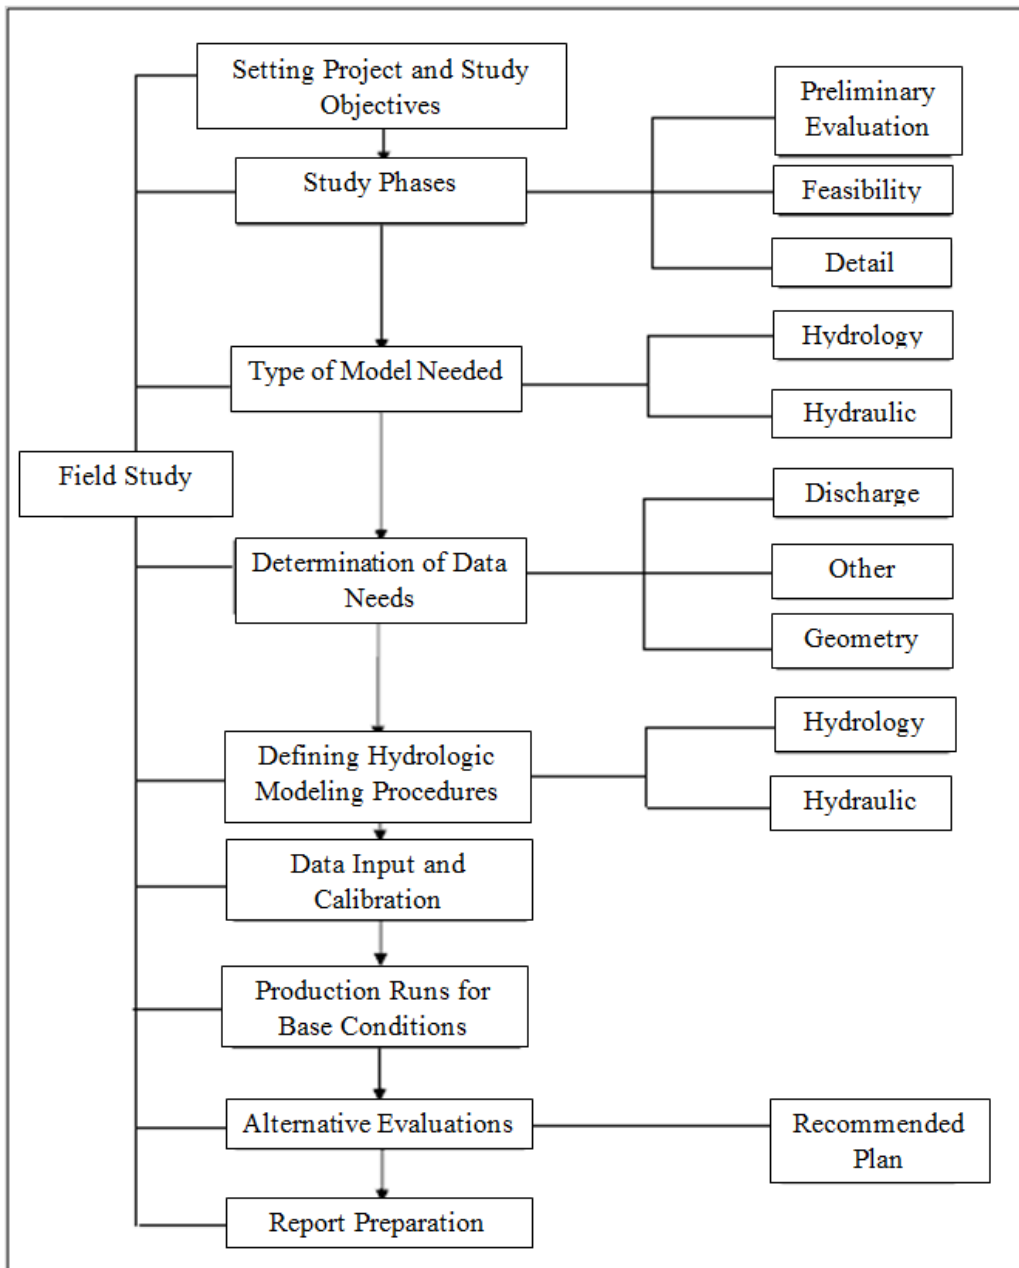 Setting Project and Study
Objectives
Preliminary
Evaluation
Study Phases
Feasibility
Detail
Hydrology
Type of Model Needed
Hydraulic
Field Study
Discharge
Determination of Data
Needs
Other
Geometry
Hydrology
Defining Hydrologic
Modeling Procedures
Hydraulic
Data Input and
Calibration
Production Runs for
Base Conditions
Alternative Evaluations
Recommended
Plan
Report Preparation